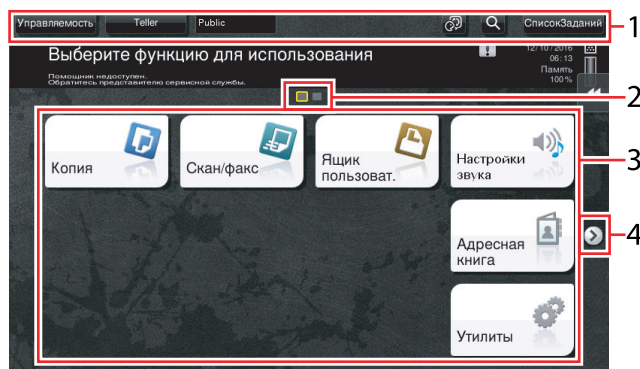 Управляемость Teller Public СписокЗаданий 1
Выберите функцию для использования
Помощник недоступен.
Обратитесь представителю сервисной службы.
12/10/2016
06:13
Память
100%
2
Копия
Скан/факс
Ящик
пользоват.
Настройки
звука
3
Адресная
книга
4
Утилиты